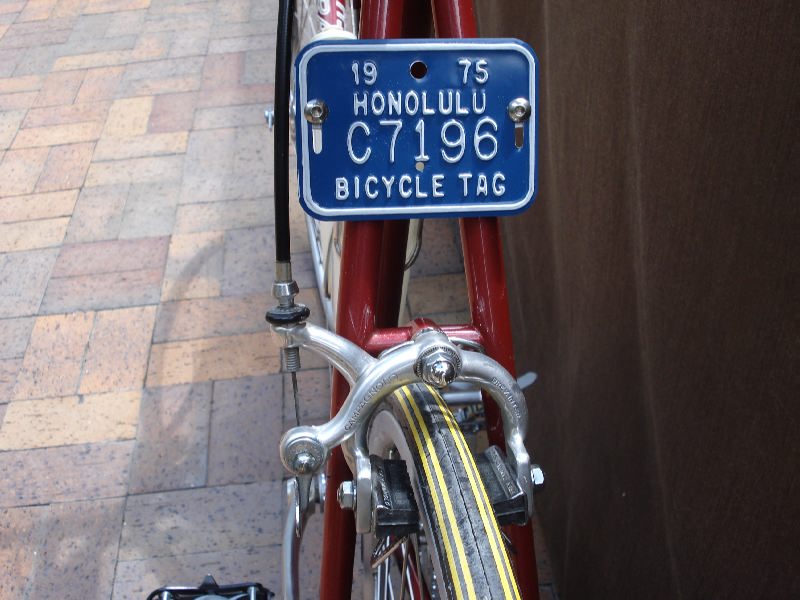 19 75
HONOLULU
C7196
BICYCLE TAG
CAMPAGNOLO